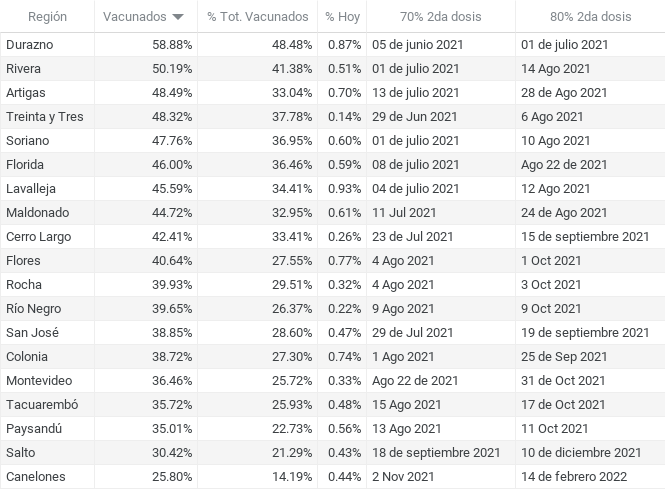 Región Vacunados % Tot. Vacunados % Hoy 70% 2da dosis 80% 2da dosis
Durazno 58.88% 48.48% 0.87% 05 de junio 2021 01 de julio 2021
Rivera 50.19% 41.38% 0.51% 01 de julio 2021 14 Ago 2021
Artigas 48.49% 33.04% 0.70% 13 de julio 2021 28 de Ago 2021
Treinta y Tres 48.32% 37.78% 0.14% 29 de Jun 2021 6 Ago 2021
Soriano 47.76% 36.95% 0.60% 01 de julio 2021 10 Ago 2021
Florida 46.00% 36.46% 0.59% 08 de julio 2021 Ago 22 de 2021
Lavalleja 45.59% 34.41% 0.93% 04 de julio 2021 12 Ago 2021
Maldonado 44.72% 32.95% 0.61% 11 Jul 2021 24 de Ago 2021
Cerro Largo 42.41% 33.41% 0.26% 23 de Jul 2021 15 de septiembre 2021
Flores 40.64% 27.55% 0.77% 4 Ago 2021 1 Oct 2021
Rocha 39.93% 29.51% 0.32% 4 Ago 2021 3 Oct 2021
Río Negro 39.65% 26.37% 0.22% 9 Ago 2021 9 Oct 2021
San José 38.85% 28.60% 0.47% 29 de Jul 2021 19 de septiembre 2021
Colonia 38.72% 27.30% 0.74% 1 Ago 2021 25 de Sep 2021
Montevideo 36.46% 25.72% 0.33% Ago 22 de 2021 31 de Oct 2021
Tacuarembó 35.72% 25.93% 0.48% 15 Ago 2021 17 de Oct 2021
Paysandú 35.01% 22.73% 0.56% 13 Ago 2021 11 Oct 2021
Salto 30.42% 21.29% 0.43% 18 de septiembre 2021 10 de diciembre 2021
Canelones 25.80% 14.19% 0.44% 2 Nov 2021 14 de febrero 2022